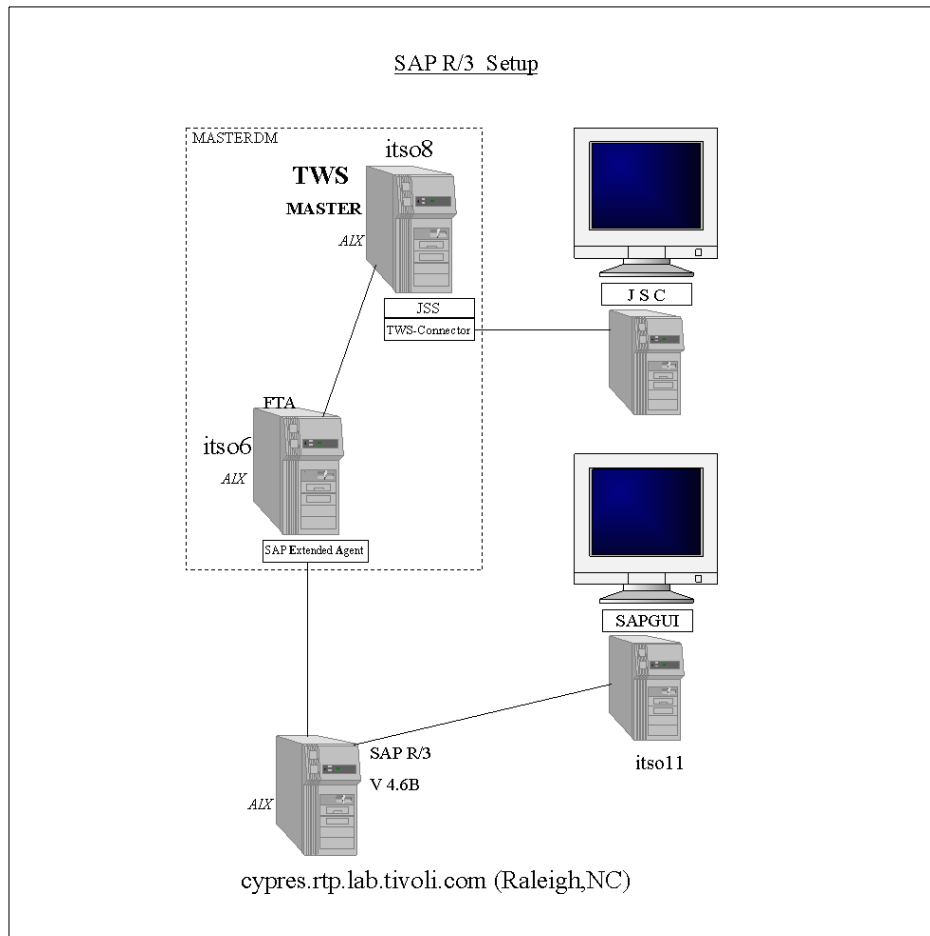 SAP R/3 Setup
MASTERDM
itso8
TWS
MASTER
AIX
JSS
TWS-Connector
J S C
FTA
itso6
AIX
SAP Extended Agent
SAPGUI
itso11
SAP R/3
V 4.6B
AIX
cypres.rtp.lab.tivoli.com (Raleigh,NC)